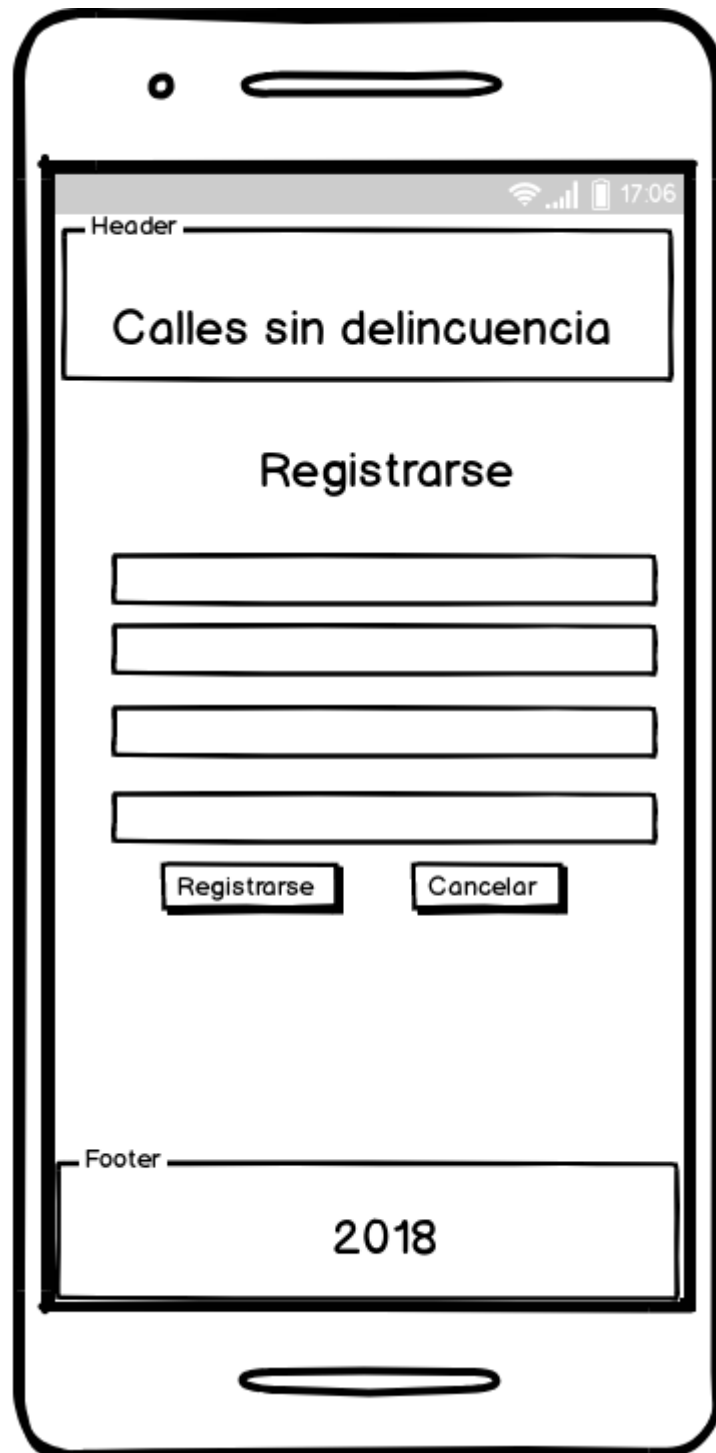 17:06
Header
Calles sin delincuencia
Registrarse
Registrarse Cancelar
Footer
2018